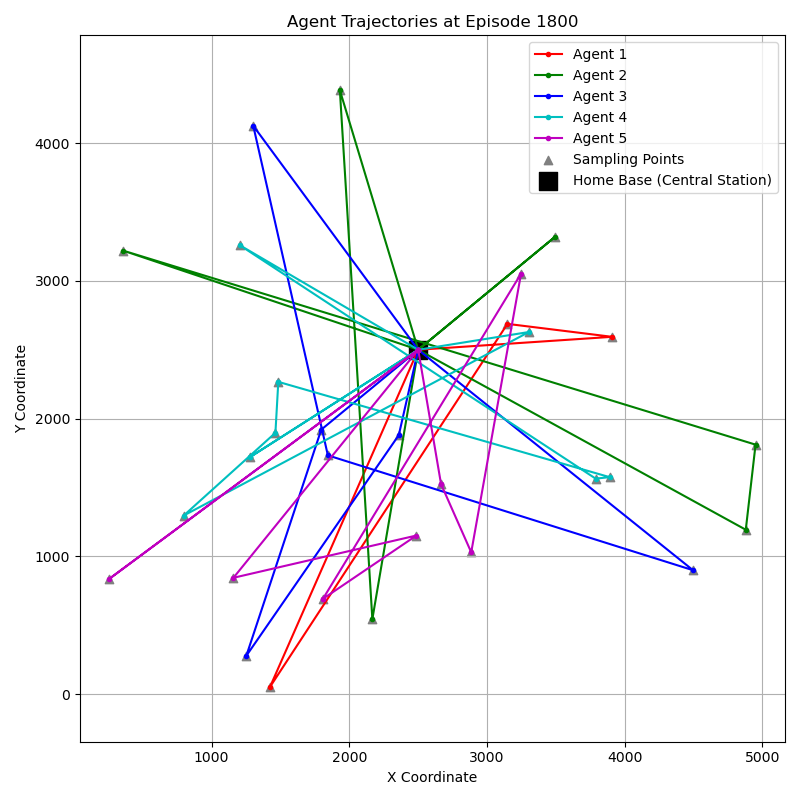 Agent Trajectories at Episode 1800
Agent 1
Agent 2
Agent 3
Agent 4
Agent 5
Sampling Points
Home Base (Central Station)
Y Coordinate
4000
3000
2000
1000
0
1000 2000 3000 4000 5000
X Coordinate